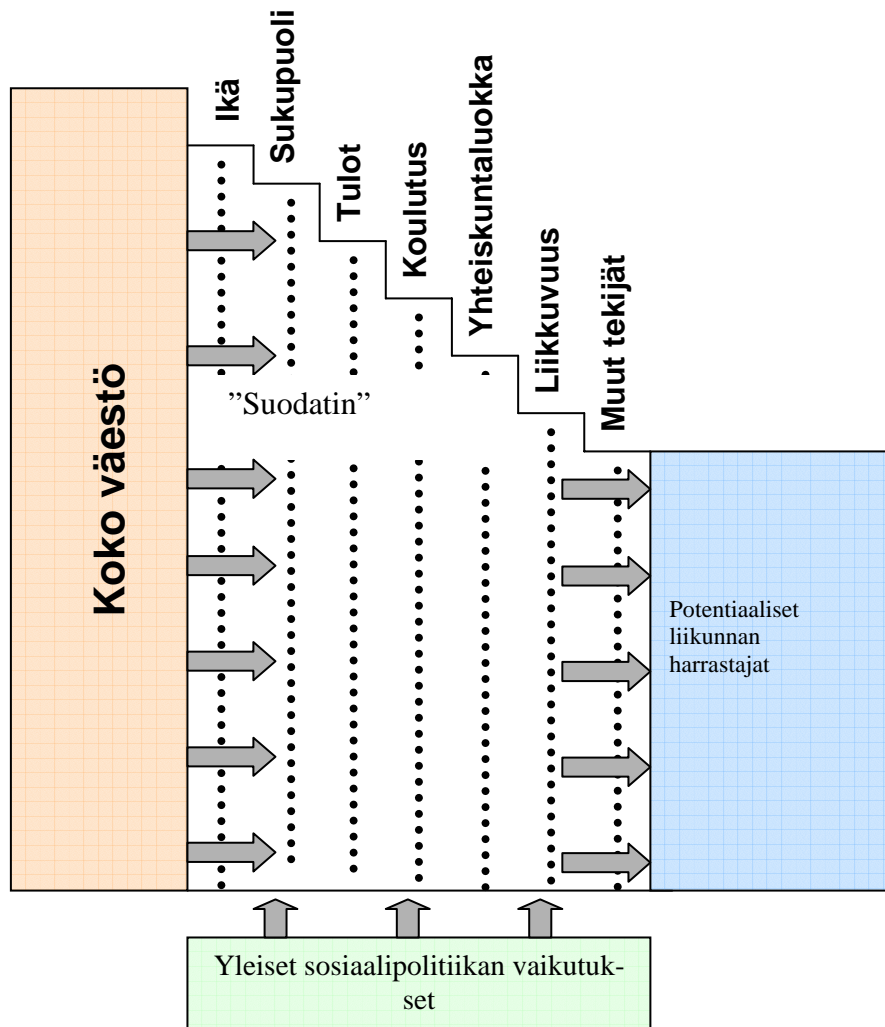 Koko väestö
Ikä
Sukupuoli
Tulot
Koulutus
Yhteiskuntaluokka
Liikkuvuus
Muut tekijät
”Suodatin”
Potentiaaliset
liikunnan
harrastajat
Yleiset sosiaalipolitiikan vaikutuk-
set